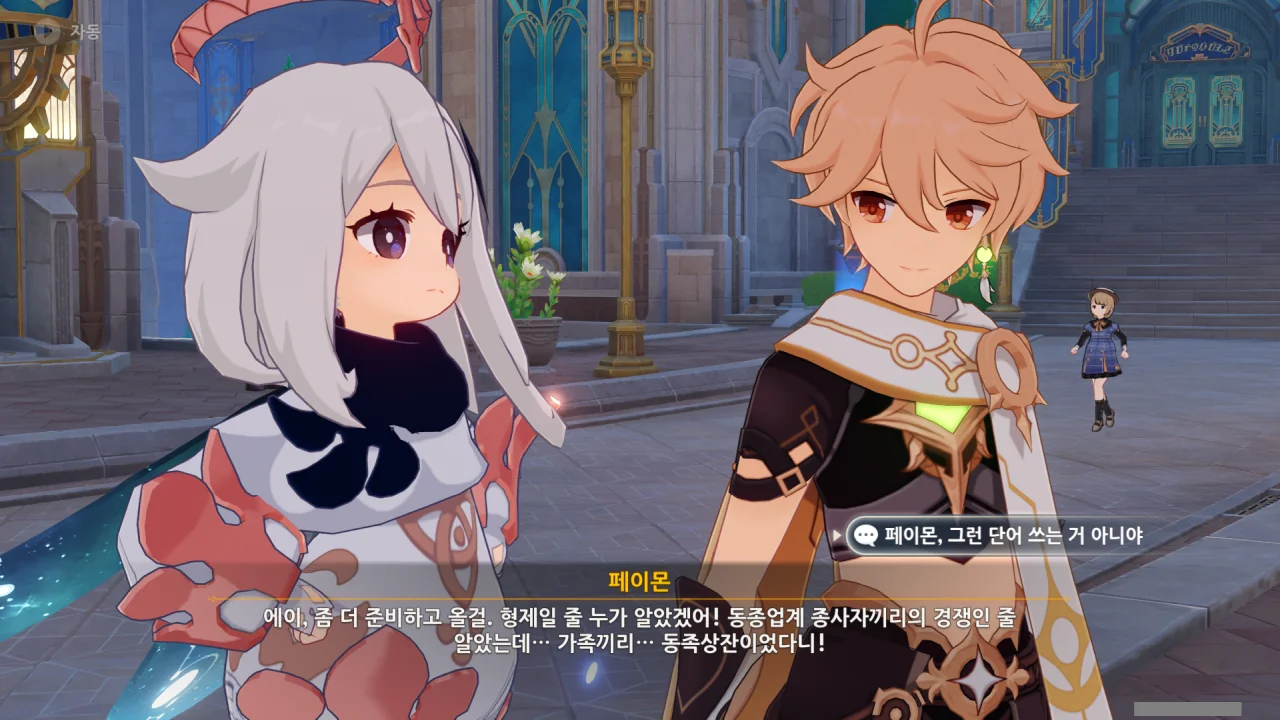 자동
페이몬, 그런 단어 쓰는 거 아니야
페이몬
에이, 좀 더 준비하고 올걸. 형제일 줄 누가 알았겠어! 동종업계 종사자끼리의 경쟁인 줄
알았는데… 가족끼리… 동족상잔이었다니!